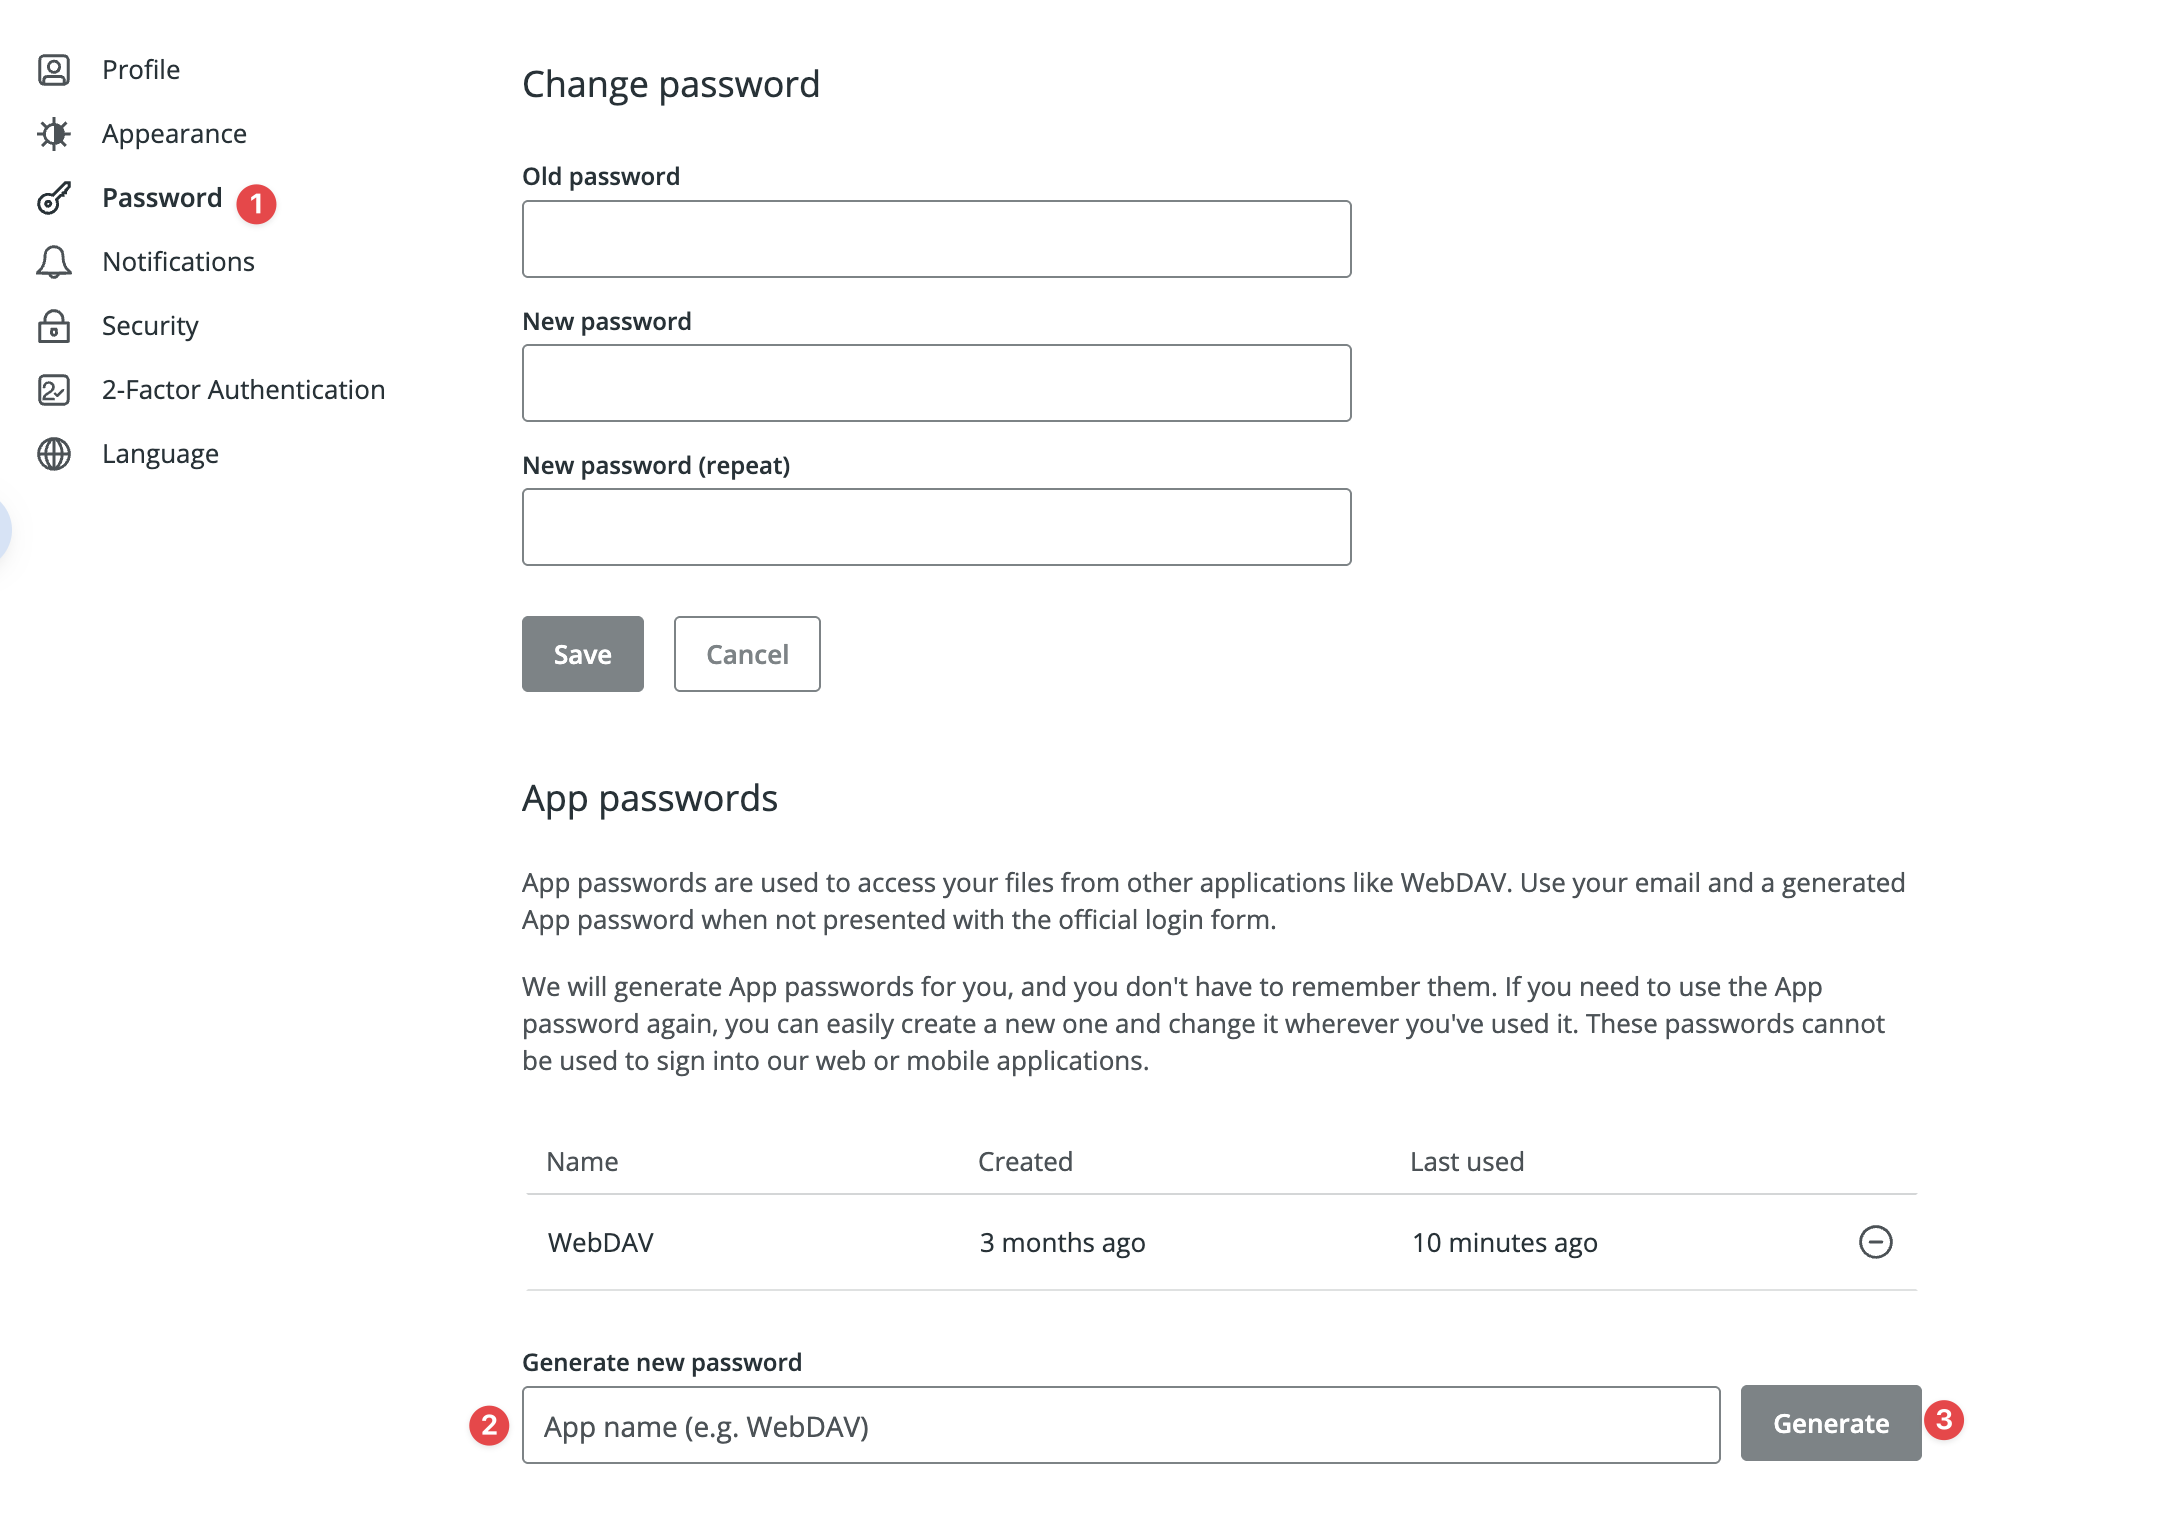 Profile
Appearance
Password 1
Notifications
Security
2-Factor Authentication
Language
Change password
Old password
New password
New password (repeat)
Save Cancel
App passwords
App passwords are used to access your files from other applications like WebDAV. Use your email and a generated
App password when not presented with the official login form.
We will generate App passwords for you, and you don't have to remember them. If you need to use the App
password again, you can easily create a new one and change it wherever you've used it. These passwords cannot
be used to sign into our web or mobile applications.
Name Created Last used
WebDAV 3 months ago 10 minutes ago
Generate new password
2 App name (e.g. WebDAV) Generate 3